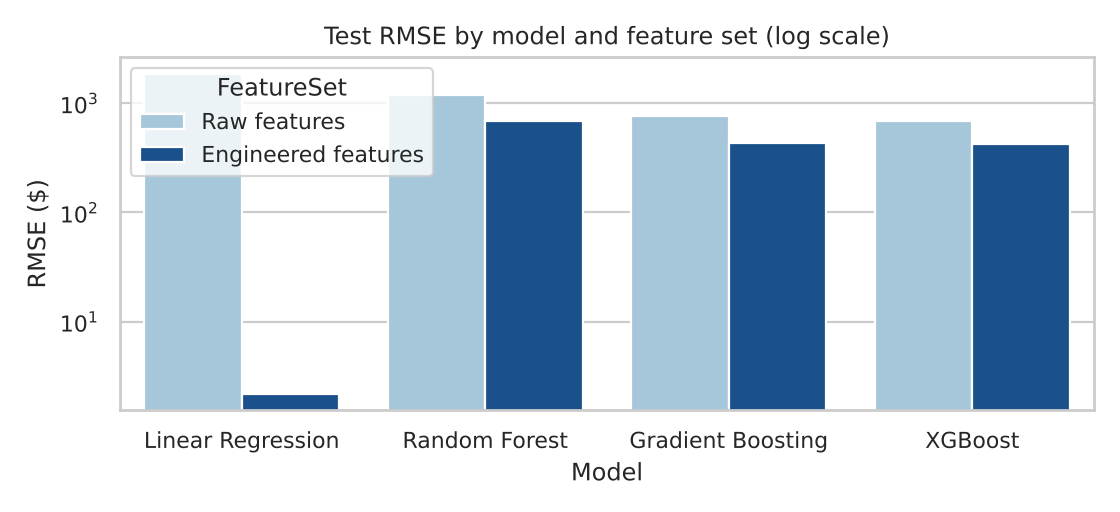 Test RMSE by model and feature set (log scale)
FeatureSet
Raw features
Engineered features
RMSE ($)
10³
10²
10¹
Linear Regression
Random Forest
Gradient Boosting
XGBoost
Model